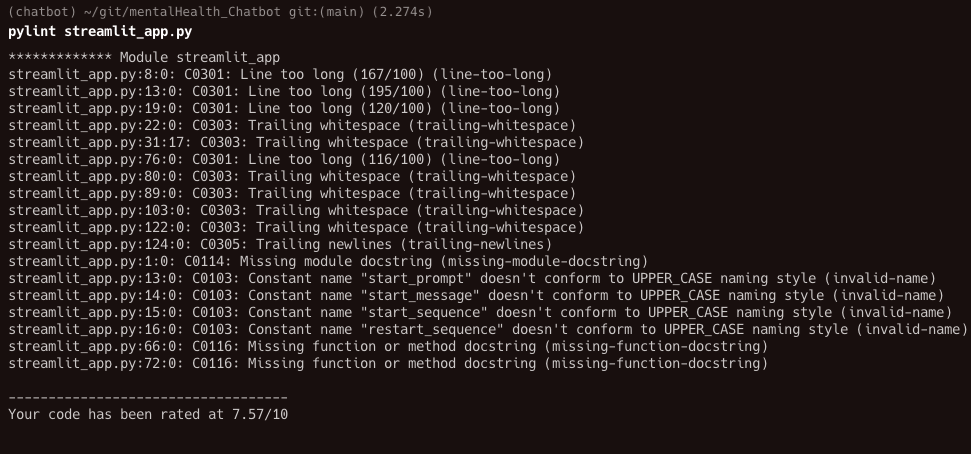 (chatbot) ~/git/mentalHealth_Chatbot git:(main) (2.274s)
pylint streamlit_app.py
************* Module streamlit_app
streamlit_app.py:8:0: C0301: Line too long (167/100) (line-too-long)
streamlit_app.py:13:0: C0301: Line too long (195/100) (line-too-long)
streamlit_app.py:19:0: C0301: Line too long (120/100) (line-too-long)
streamlit_app.py:22:0: C0303: Trailing whitespace (trailing-whitespace)
streamlit_app.py:31:17: C0303: Trailing whitespace (trailing-whitespace)
streamlit_app.py:76:0: C0301: Line too long (116/100) (line-too-long)
streamlit_app.py:80:0: C0303: Trailing whitespace (trailing-whitespace)
streamlit_app.py:89:0: C0303: Trailing whitespace (trailing-whitespace)
streamlit_app.py:103:0: C0303: Trailing whitespace (trailing-whitespace)
streamlit_app.py:122:0: C0303: Trailing whitespace (trailing-whitespace)
streamlit_app.py:124:0: C0305: Trailing newlines (trailing-newlines)
streamlit_app.py:1:0: C0114: Missing module docstring (missing-module-docstring)
streamlit_app.py:13:0: C0103: Constant name "start_prompt" doesn't conform to UPPER_CASE naming style (invalid-name)
streamlit_app.py:14:0: C0103: Constant name "start_message" doesn't conform to UPPER_CASE naming style (invalid-name)
streamlit_app.py:15:0: C0103: Constant name "start_sequence" doesn't conform to UPPER_CASE naming style (invalid-name)
streamlit_app.py:16:0: C0103: Constant name "restart_sequence" doesn't conform to UPPER_CASE naming style (invalid-name)
streamlit_app.py:66:0: C0116: Missing function or method docstring (missing-function-docstring)
streamlit_app.py:72:0: C0116: Missing function or method docstring (missing-function-docstring)
-----------------------------------
Your code has been rated at 7.57/10